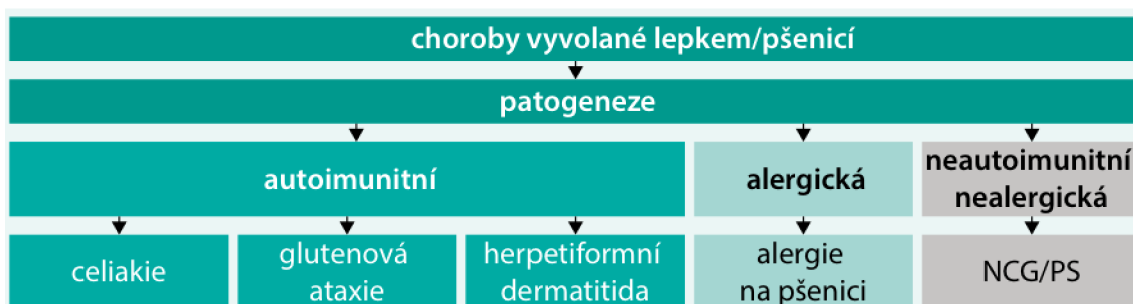 choroby vyvolané lepkem/pšenicí
patogeneze
autoimunitní
alergická
neautoimunitní
nealergická
celiakie
glutenová
ataxie
herpetiformní
dermatitida
alergie
na pšenici
NCG/PS